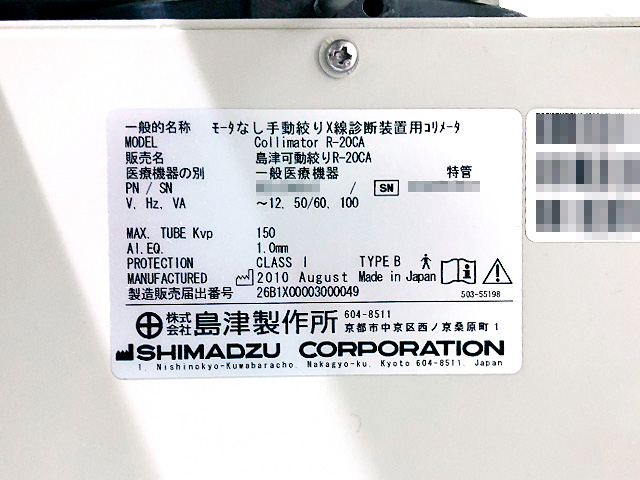 一般的名称 モータなし手動絞りX線診断装置用コリメータ
MODEL Collimator R-20CA
販売名 島津可動絞りR-20CA
医療機器の別 一般医療機器 特管
PN / SN / SN
V, Hz, VA ～12, 50/60, 100
MAX. TUBE Kvp 150
Al.EQ. 1.0mm
PROTECTION CLASS I TYPE B
MANUFACTURED 2010 August Made in Japan
製造販売届出番号 26B1X00003000049 503-55198
株式会社 島津製作所 604-8511
京都市中京区西ノ京桑原町1
SHIMADZU CORPORATION
1, Nishinokyo-Kuwabaracho, Nakagyo-ku, Kyoto 604-8511, Japan